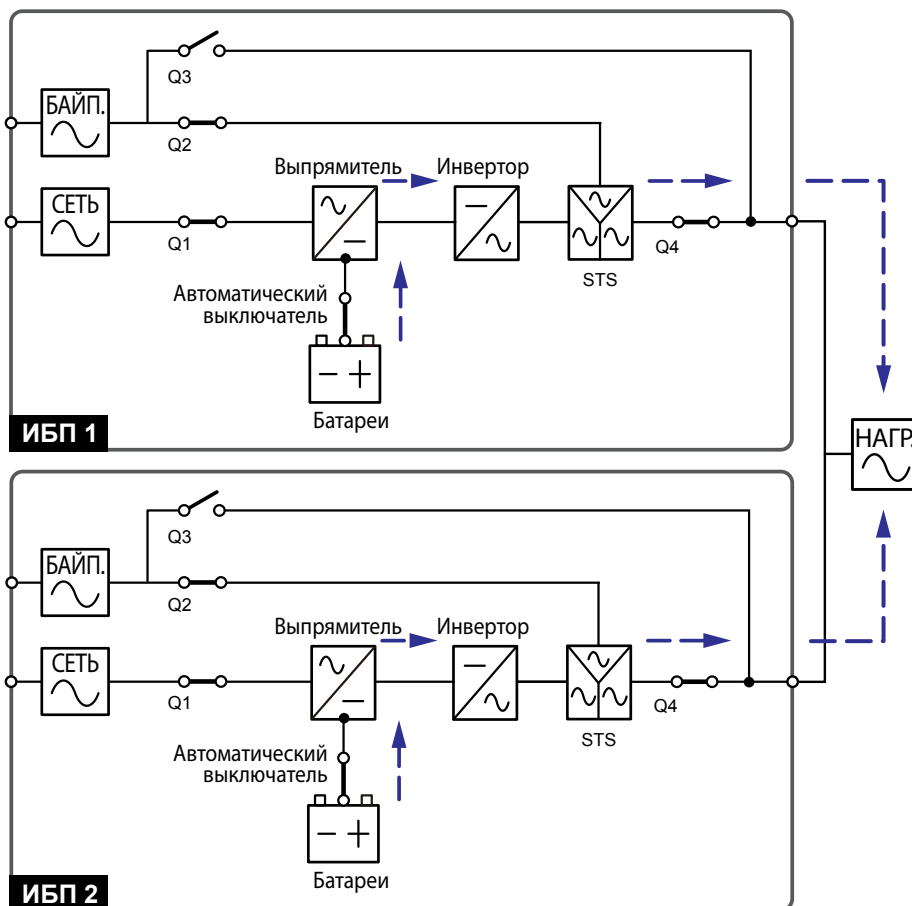 Q3
БАЙП.
Q2
Выпрямитель
Инвертор
СЕТЬ
Q1
Q4
STS
Автоматический
выключатель
Батареи
ИБП 1
НАГР.
Q3
БАЙП.
Q2
Выпрямитель
Инвертор
СЕТЬ
Q1
Q4
STS
Автоматический
выключатель
Батареи
ИБП 2